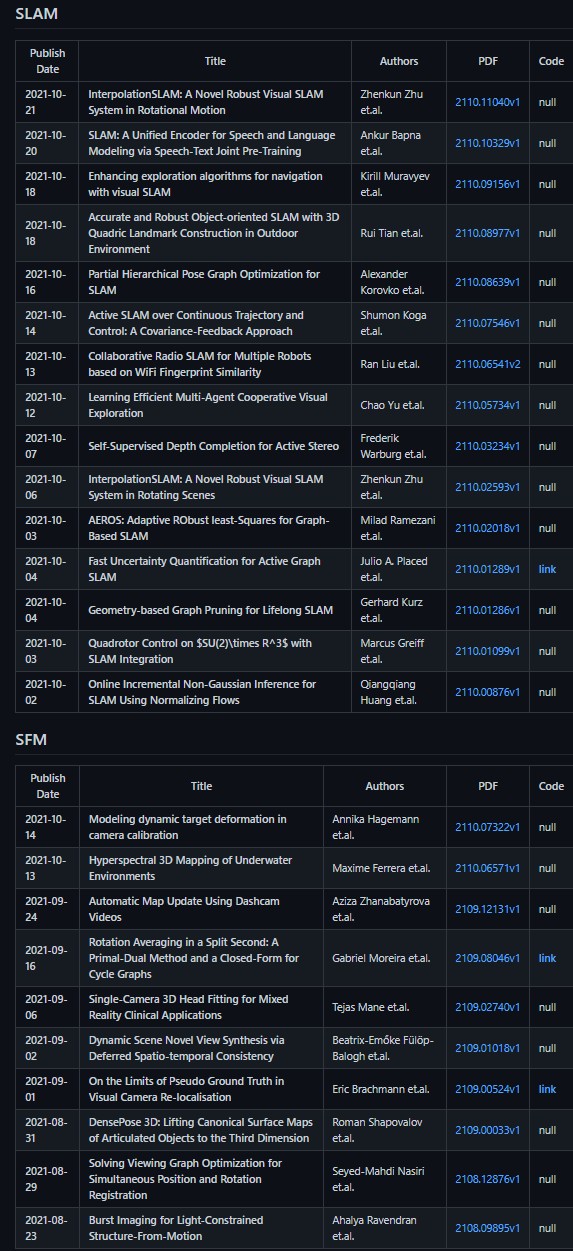 SLAM
Publish
Date
Title
Authors
PDF
Code
2021-10-
21
InterpolationSLAM: A Novel Robust Visual SLAM
System in Rotational Motion
Zhenkun Zhu
et.al.
2110.11040v1
null
2021-10-
20
SLAM: A Unified Encoder for Speech and Language
Modeling via Speech-Text Joint Pre-Training
Ankur Bapna
et.al.
2110.10329v1
null
2021-10-
18
Enhancing exploration algorithms for navigation
with visual SLAM
Kirill Muravyev
et.al.
2110.09156v1
null
2021-10-
18
Accurate and Robust Object-oriented SLAM with 3D
Quadric Landmark Construction in Outdoor
Environment
Rui Tian et.al.
2110.08977v1
null
2021-10-
16
Partial Hierarchical Pose Graph Optimization for
SLAM
Alexander
Korovko et.al.
2110.08639v1
null
2021-10-
14
Active SLAM over Continuous Trajectory and
Control: A Covariance-Feedback Approach
Shumon Koga
et.al.
2110.07546v1
null
2021-10-
13
Collaborative Radio SLAM for Multiple Robots
based on WiFi Fingerprint Similarity
Ran Liu et.al.
2110.06541v2
null
2021-10-
12
Learning Efficient Multi-Agent Cooperative Visual
Exploration
Chao Yu et.al.
2110.05734v1
null
2021-10-
07
Self-Supervised Depth Completion for Active Stereo
Frederik
Warburg et.al.
2110.03234v1
null
2021-10-
06
InterpolationSLAM: A Novel Robust Visual SLAM
System in Rotating Scenes
Zhenkun Zhu
et.al.
2110.02593v1
null
2021-10-
03
AEROS: Adaptive RObust least-Squares for Graph-
Based SLAM
Milad Ramezani
et.al.
2110.02018v1
null
2021-10-
04
Fast Uncertainty Quantification for Active Graph
SLAM
Julio A. Placed
et.al.
2110.01289v1
link
2021-10-
04
Geometry-based Graph Pruning for Lifelong SLAM
Gerhard Kurz
et.al.
2110.01286v1
null
2021-10-
03
Quadrotor Control on $SU(2)\times R^3$ with
SLAM Integration
Marcus Greiff
et.al.
2110.01099v1
null
2021-10-
02
Online Incremental Non-Gaussian Inference for
SLAM Using Normalizing Flows
Qiangqiang
Huang et.al.
2110.00876v1
null
SFM
Publish
Date
Title
Authors
PDF
Code
2021-10-
14
Modeling dynamic target deformation in
camera calibration
Annika Hagemann
et.al.
2110.07322v1
null
2021-10-
13
Hyperspectral 3D Mapping of Underwater
Environments
Maxime Ferrera et.al.
2110.06571v1
null
2021-09-
24
Automatic Map Update Using Dashcam
Videos
Aziza Zhanabatyrova
et.al.
2109.12131v1
null
2021-09-
16
Rotation Averaging in a Split Second: A
Primal-Dual Method and a Closed-Form for
Cycle Graphs
Gabriel Moreira et.al.
2109.08046v1
link
2021-09-
06
Single-Camera 3D Head Fitting for Mixed
Reality Clinical Applications
Tejas Mane et.al.
2109.02740v1
null
2021-09-
02
Dynamic Scene Novel View Synthesis via
Deferred Spatio-temporal Consistency
Beatrix-Emőke Fülöp-
Balogh et.al.
2109.01018v1
null
2021-09-
01
On the Limits of Pseudo Ground Truth in
Visual Camera Re-localisation
Eric Brachmann et.al.
2109.00524v1
link
2021-08-
31
DensePose 3D: Lifting Canonical Surface Maps
of Articulated Objects to the Third Dimension
Roman Shapovalov
et.al.
2109.00033v1
null
2021-08-
29
Solving Viewing Graph Optimization for
Simultaneous Position and Rotation
Registration
Seyed-Mahdi Nasiri
et.al.
2108.12876v1
null
2021-08-
23
Burst Imaging for Light-Constrained
Structure-From-Motion
Ahalya Ravendran
et.al.
2108.09895v1
null